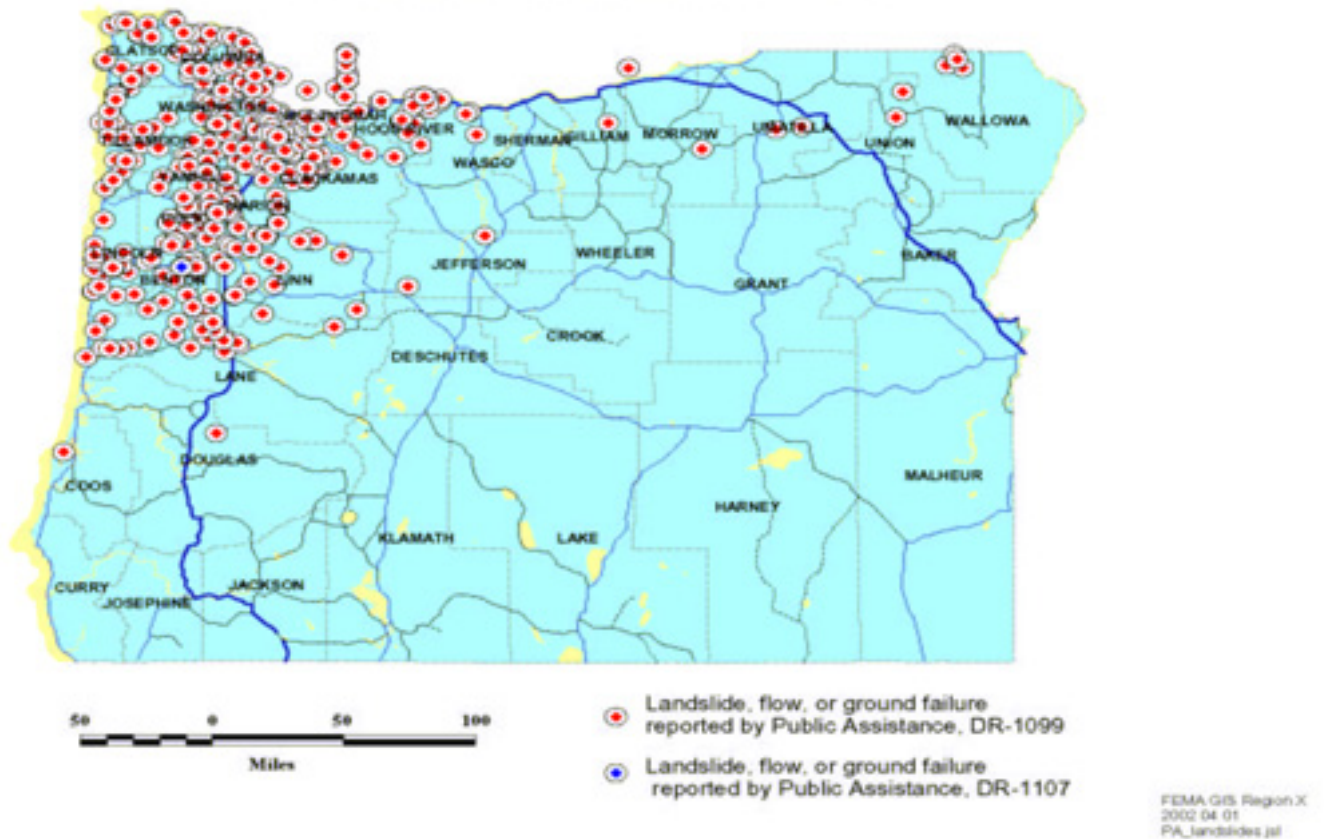 CLATSOP
COLUMBIA
WASHINGTON
HOOD RIVER
SHERMAN
GILLIAM
MORROW
UMATILLA
WALLOWA
UNION
WASCO
CLACKAMAS
MARION
LINCOLN
BENTON
LINN
JEFFERSON
WHEELER
BAKER
GRANT
CROOK
DESCHUTES
LANE
DOUGLAS
COOS
MALHEUR
HARNEY
KLAMATH
LAKE
CURRY
JACKSON
JOSEPHINE
50 0 50 100
Miles
Landslide, flow, or ground failure
reported by Public Assistance, DR-1099
Landslide, flow, or ground failure
reported by Public Assistance, DR-1107
FEMA GIS Region X
2002 04 01
PA_landslides.jsl